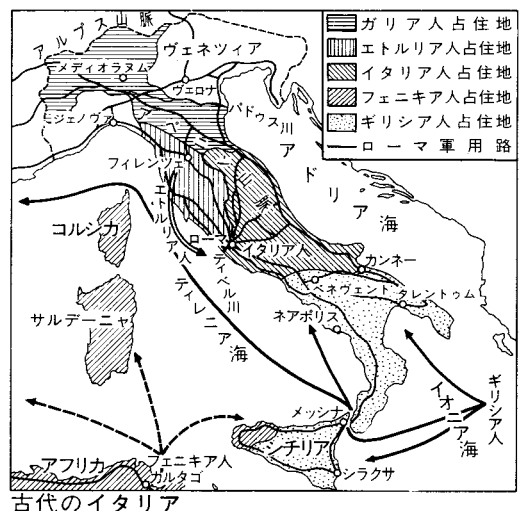 ガリア人占住地
エトルリア人占住地
イタリア人占住地
フェニキア人占住地
ギリシア人占住地
ローマ軍用路
アルプス山脈
ヴェネツィア
メディオラヌム
ヴェロナ
パドゥス川
ジェノヴァ
フィレンツェ
アドリア海
エトルリア人
コルシカ
ローマ
イタリア人
カンネー
ティベル川
ベネヴェント
タレントゥム
サルデーニャ
ネアポリス
ティレニア海
ギリシア人
イオニア海
メッシナ
シチリア
シラクサ
アフリカ
フェニキア人
カルタゴ
古代のイタリア